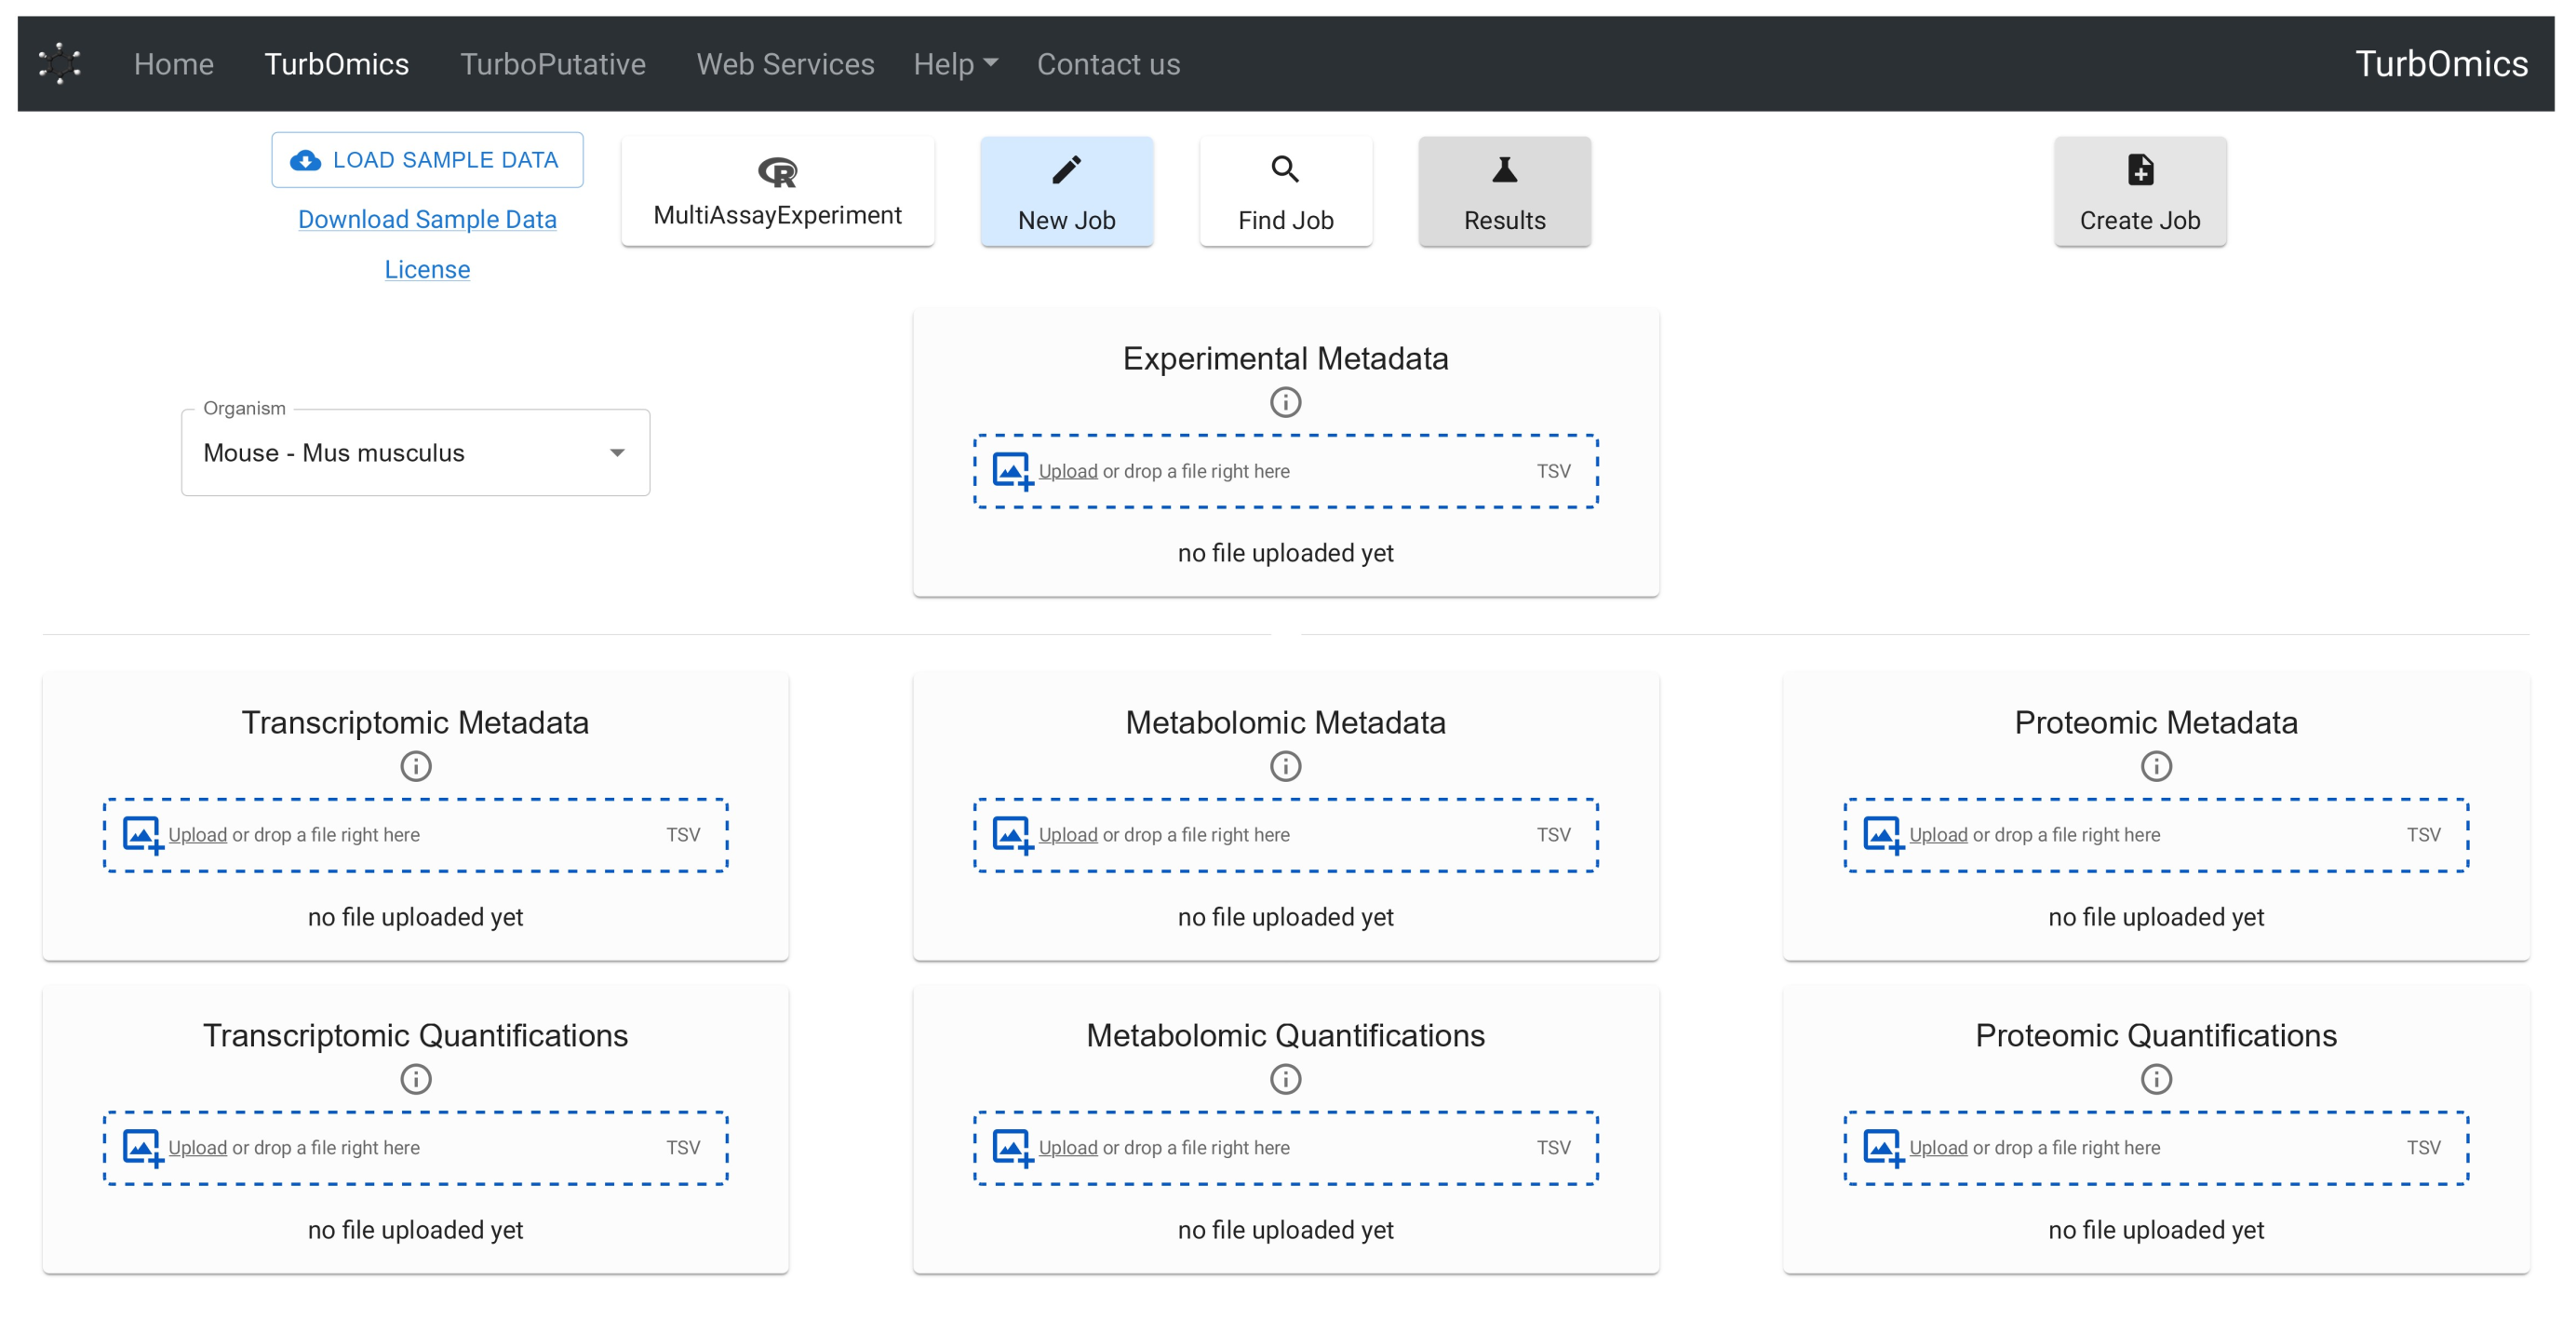 Home TurbOmics TurboPutative Web Services Help Contact us TurbOmics
LOAD SAMPLE DATA
Download Sample Data
License
R
MultiAssayExperiment
New Job
Find Job
Results
Create Job
Organism
Mouse - Mus musculus
Experimental Metadata
Upload or drop a file right here TSV
no file uploaded yet
Transcriptomic Metadata
Upload or drop a file right here TSV
no file uploaded yet
Metabolomic Metadata
Upload or drop a file right here TSV
no file uploaded yet
Proteomic Metadata
Upload or drop a file right here TSV
no file uploaded yet
Transcriptomic Quantifications
Upload or drop a file right here TSV
no file uploaded yet
Metabolomic Quantifications
Upload or drop a file right here TSV
no file uploaded yet
Proteomic Quantifications
Upload or drop a file right here TSV
no file uploaded yet